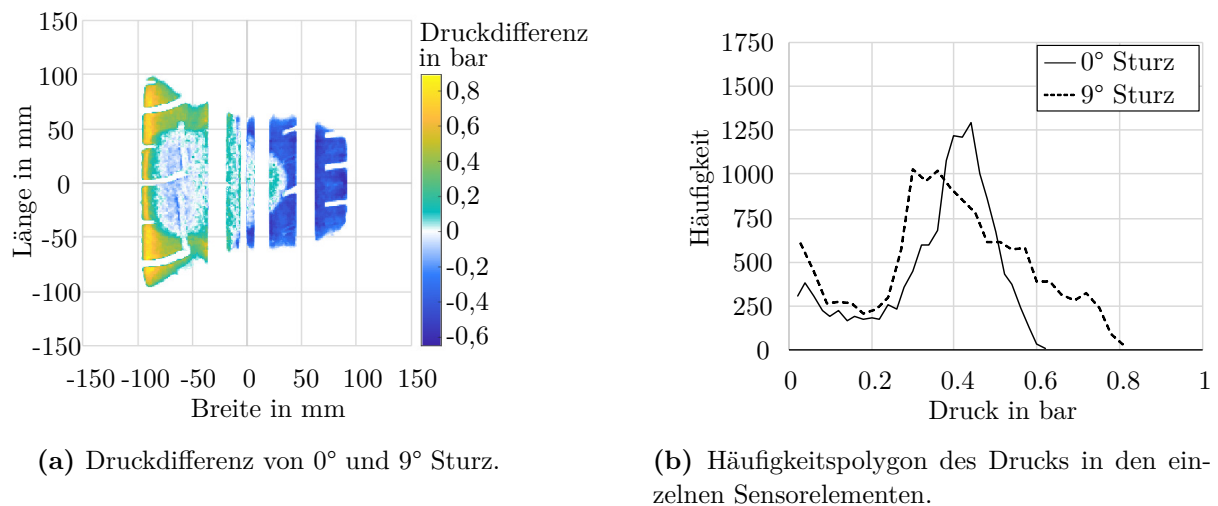 Druckdifferenz
in bar
150
100
50
0
-50
-100
-150
Länge in mm
-150 -100 -50 0 50 100 150
Breite in mm
0,8
0,6
0,4
0,2
0
-0,2
-0,4
-0,6
1750
1500
1250
1000
750
500
250
0
Häufigkeit
0° Sturz
9° Sturz
0 0.2 0.4 0.6 0.8 1
Druck in bar
(a) Druckdifferenz von 0° und 9° Sturz.
(b) Häufigkeitspolygon des Drucks in den ein-
zelnen Sensorelementen.